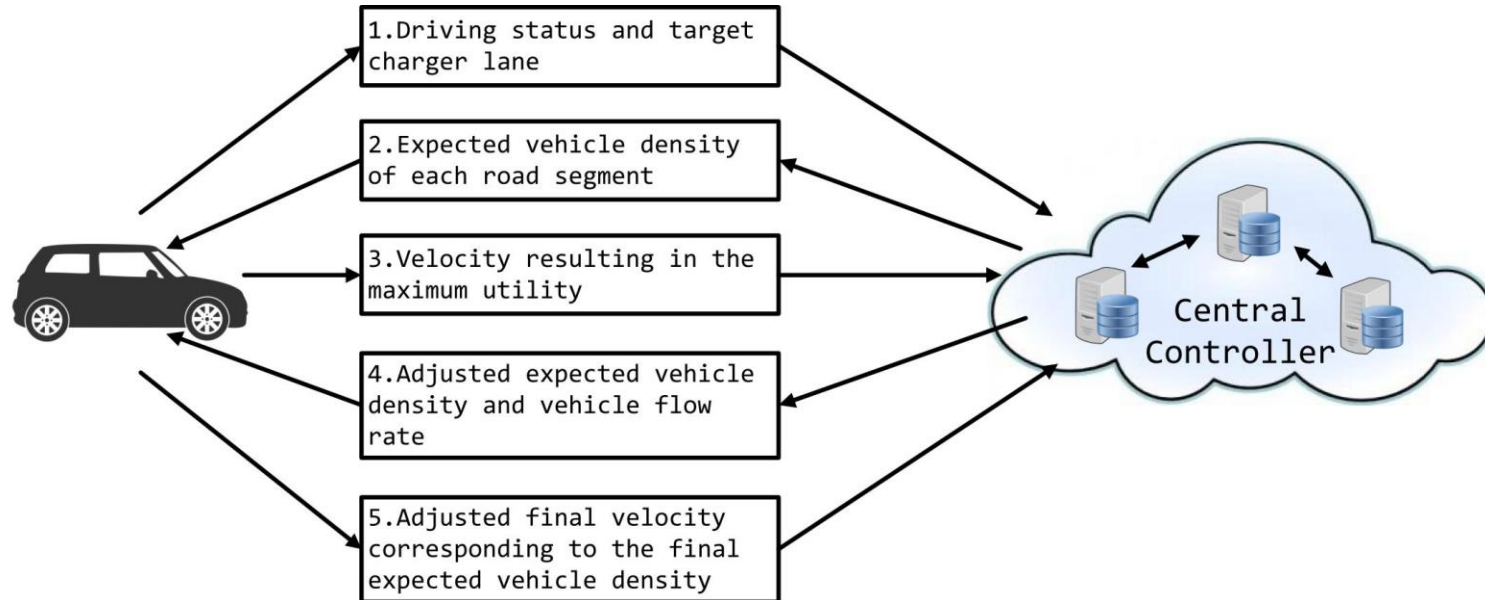 1.Driving status and target
charger lane
2.Expected vehicle density
of each road segment
3.Velocity resulting in the
maximum utility
4.Adjusted expected vehicle
density and vehicle flow
rate
5.Adjusted final velocity
corresponding to the final
expected vehicle density
Central
Controller